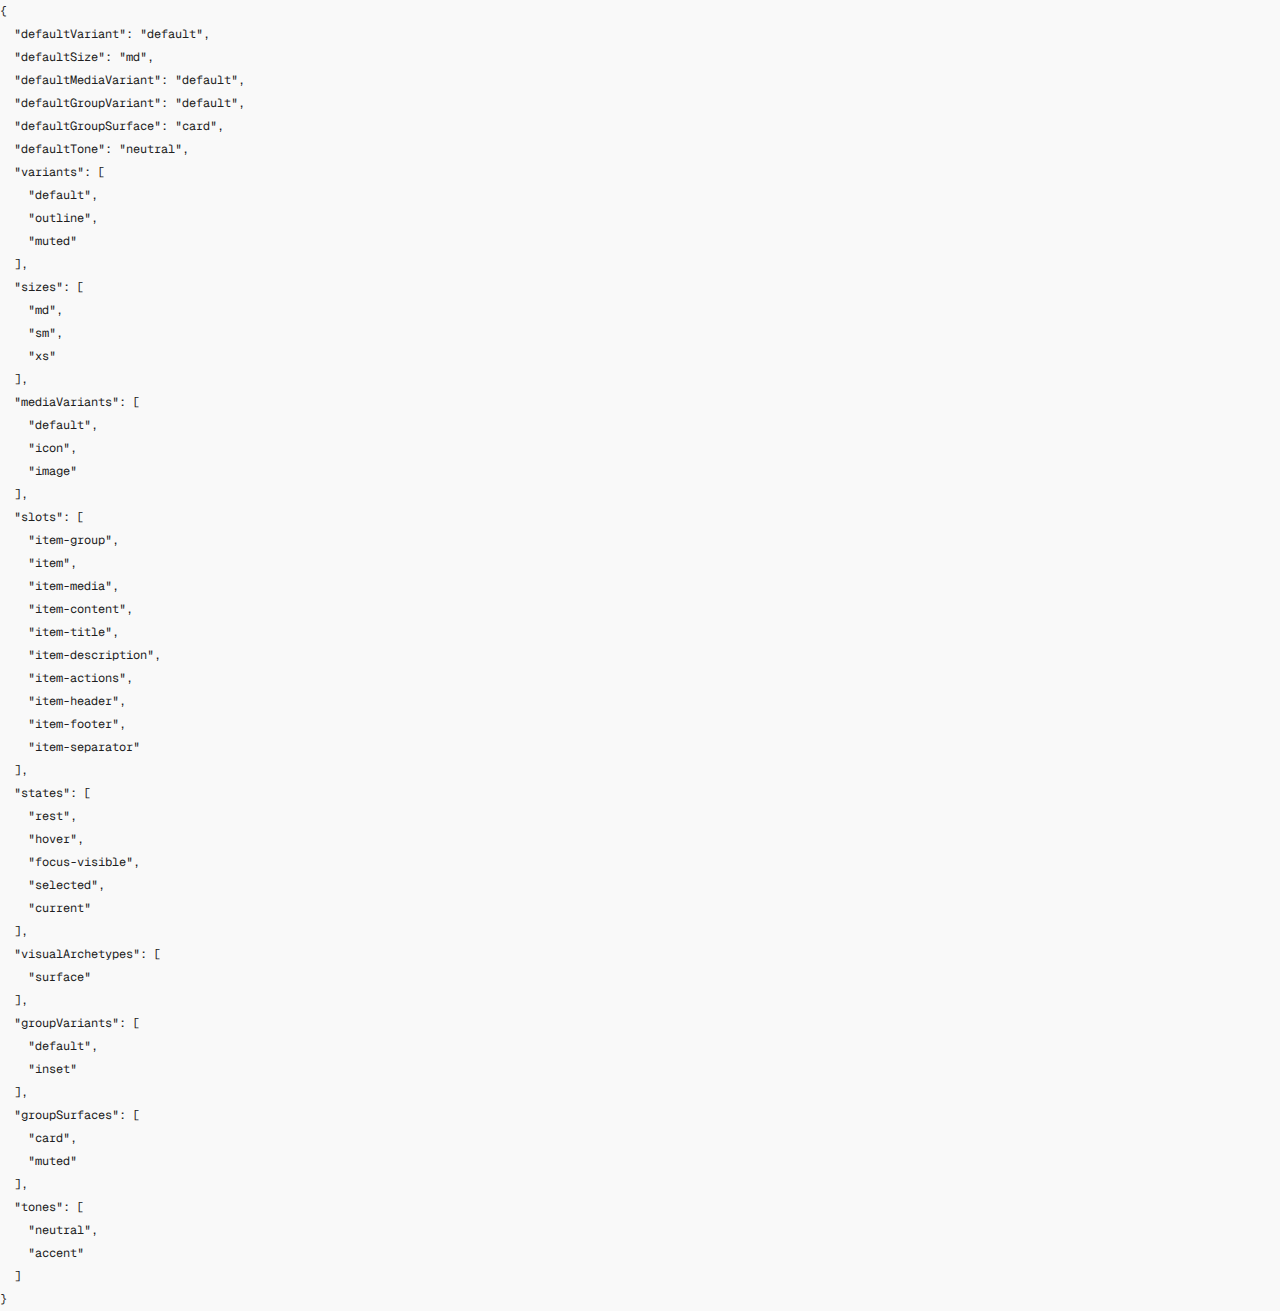 {
  "defaultVariant": "default",
  "defaultSize": "md",
  "defaultMediaVariant": "default",
  "defaultGroupVariant": "default",
  "defaultGroupSurface": "card",
  "defaultTone": "neutral",
  "variants": [
    "default",
    "outline",
    "muted"
  ],
  "sizes": [
    "md",
    "sm",
    "xs"
  ],
  "mediaVariants": [
    "default",
    "icon",
    "image"
  ],
  "slots": [
    "item-group",
    "item",
    "item-media",
    "item-content",
    "item-title",
    "item-description",
    "item-actions",
    "item-header",
    "item-footer",
    "item-separator"
  ],
  "states": [
    "rest",
    "hover",
    "focus-visible",
    "selected",
    "current"
  ],
  "visualArchetypes": [
    "surface"
  ],
  "groupVariants": [
    "default",
    "inset"
  ],
  "groupSurfaces": [
    "card",
    "muted"
  ],
  "tones": [
    "neutral",
    "accent"
  ]
}